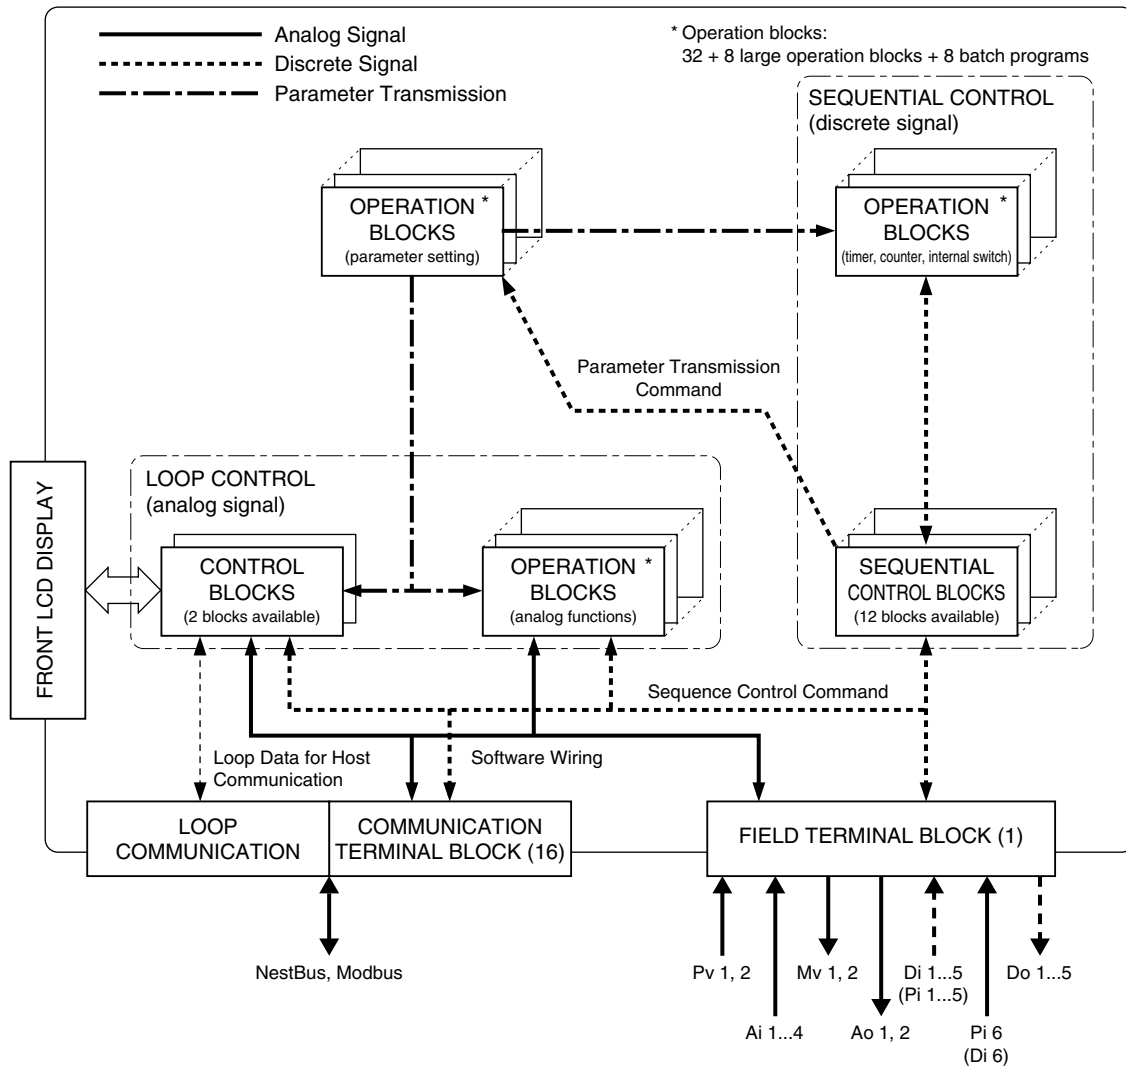 Analog Signal
Discrete Signal
Parameter Transmission
* Operation blocks:
32 + 8 large operation blocks + 8 batch programs
SEQUENTIAL CONTROL
(discrete signal)
OPERATION *
BLOCKS
(parameter setting)
OPERATION *
BLOCKS
(timer, counter, internal switch)
Parameter Transmission
Command
LOOP CONTROL
(analog signal)
FRONT LCD DISPLAY
CONTROL
BLOCKS
(2 blocks available)
OPERATION *
BLOCKS
(analog functions)
SEQUENTIAL
CONTROL BLOCKS
(12 blocks available)
Sequence Control Command
Loop Data for Host
Communication
Software Wiring
LOOP
COMMUNICATION
COMMUNICATION
TERMINAL BLOCK (16)
FIELD TERMINAL BLOCK (1)
NestBus, Modbus
Pv 1, 2
Mv 1, 2
Di 1...5
(Pi 1...5)
Do 1...5
Ai 1...4
Ao 1, 2
Pi 6
(Di 6)